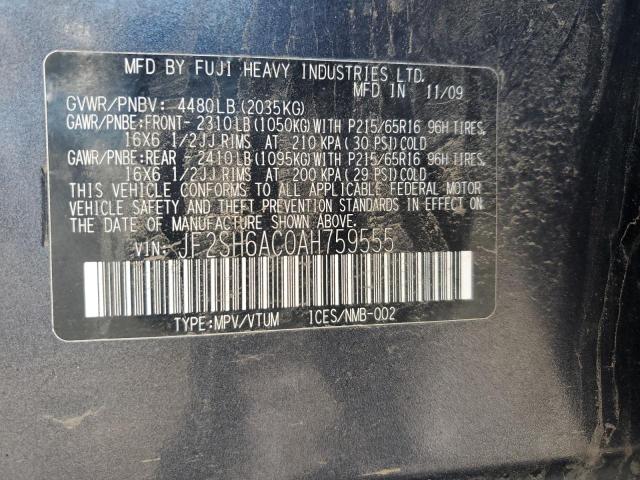 MFD BY FUJI HEAVY INDUSTRIES LTD.
MFD IN 11/09
GVWR/PNBV: 4480LB(2035KG)
GAWR/PNBE:FRONT- 2310LB(1050KG)WITH P215/65R16 96H TIRES,
16X6 1/2JJ RIMS AT 210 KPA(30 PSI)COLD
GAWR/PNBE:REAR - 2410LB(1095KG)WITH P215/65R16 96H TIRES,
16X6 1/2JJ RIMS AT 200 KPA(29 PSI)COLD
THIS VEHICLE CONFORMS TO ALL APPLICABLE FEDERAL MOTOR
VEHICLE SAFETY AND THEFT PREVENTION STANDARDS IN EFFECT ON
THE DATE OF MANUFACTURE SHOWN ABOVE.
VIN: JF2SH6AC0AH759555
TYPE:MPV/VTUM ICES/NMB-002